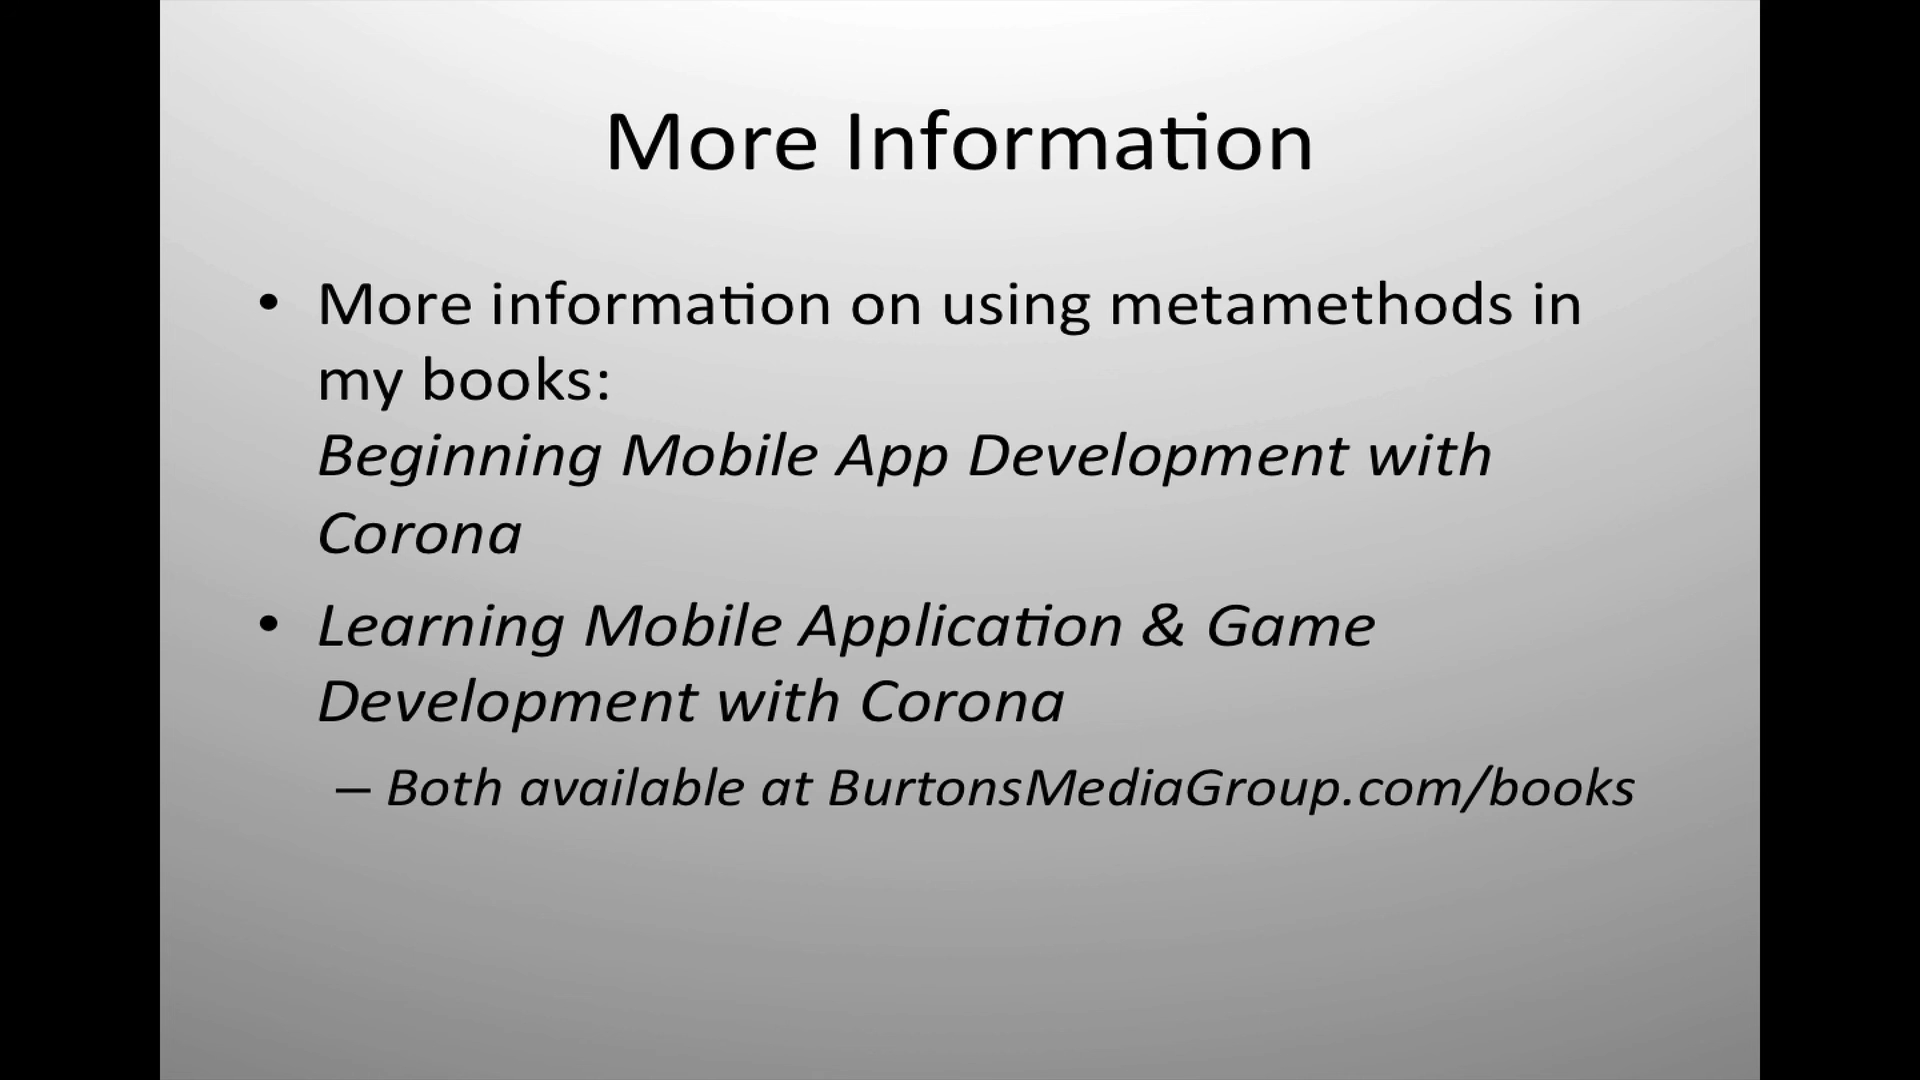 More Information
• More information on using metamethods in
my books:
Beginning Mobile App Development with
Corona
• Learning Mobile Application & Game
Development with Corona
– Both available at BurtonsMediaGroup.com/books